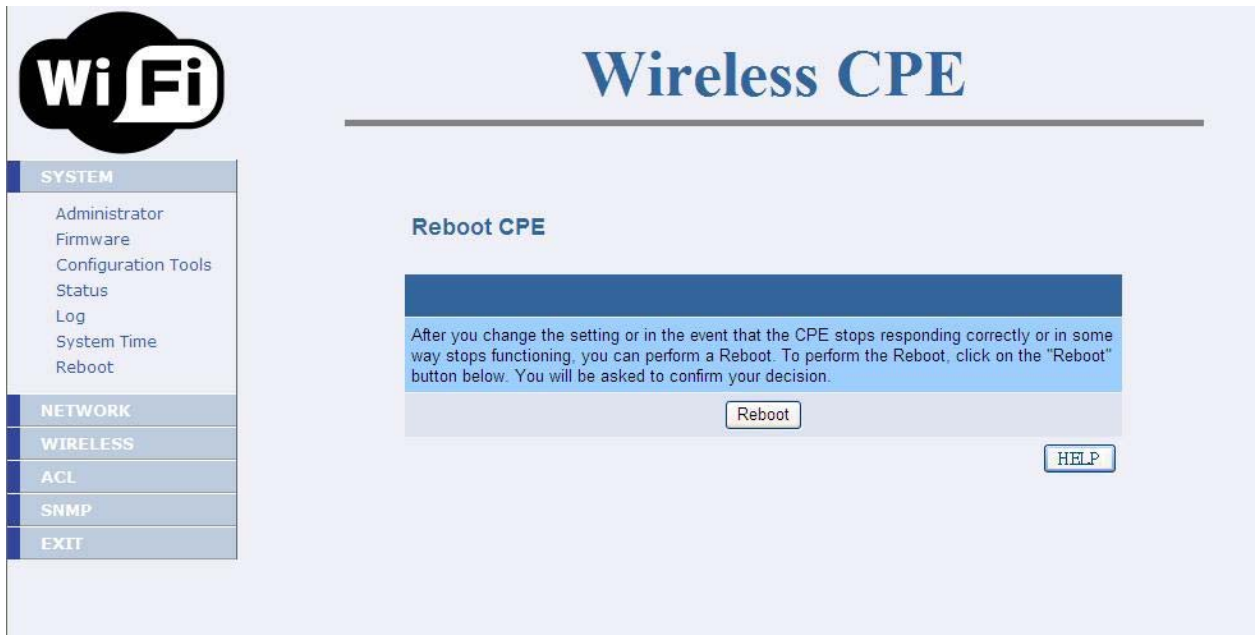 Wi Fi
Wireless CPE
SYSTEM
Administrator
Firmware
Configuration Tools
Status
Log
System Time
Reboot
NETWORK
WIRELESS
ACL
SNMP
EXIT
Reboot CPE
After you change the setting or in the event that the CPE stops responding correctly or in some
way stops functioning, you can perform a Reboot. To perform the Reboot, click on the "Reboot"
button below. You will be asked to confirm your decision.
Reboot
HELP